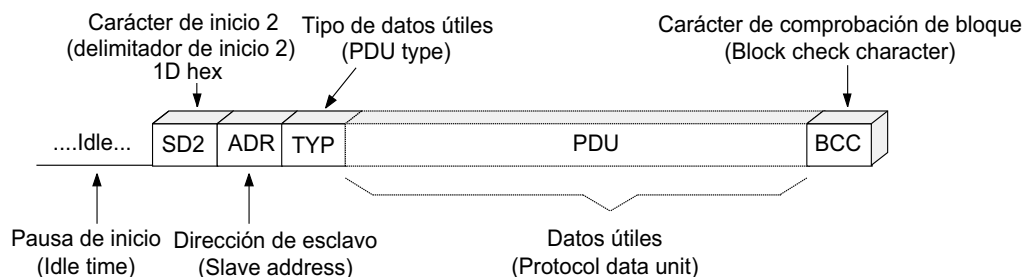 Carácter de inicio 2
(delimitador de inicio 2)
1D hex
Tipo de datos útiles
(PDU type)
Carácter de comprobación de bloque
(Block check character)
....Idle...
SD2
ADR
TYP
PDU
BCC
Pausa de inicio
(Idle time)
Dirección de esclavo
(Slave address)
Datos útiles
(Protocol data unit)